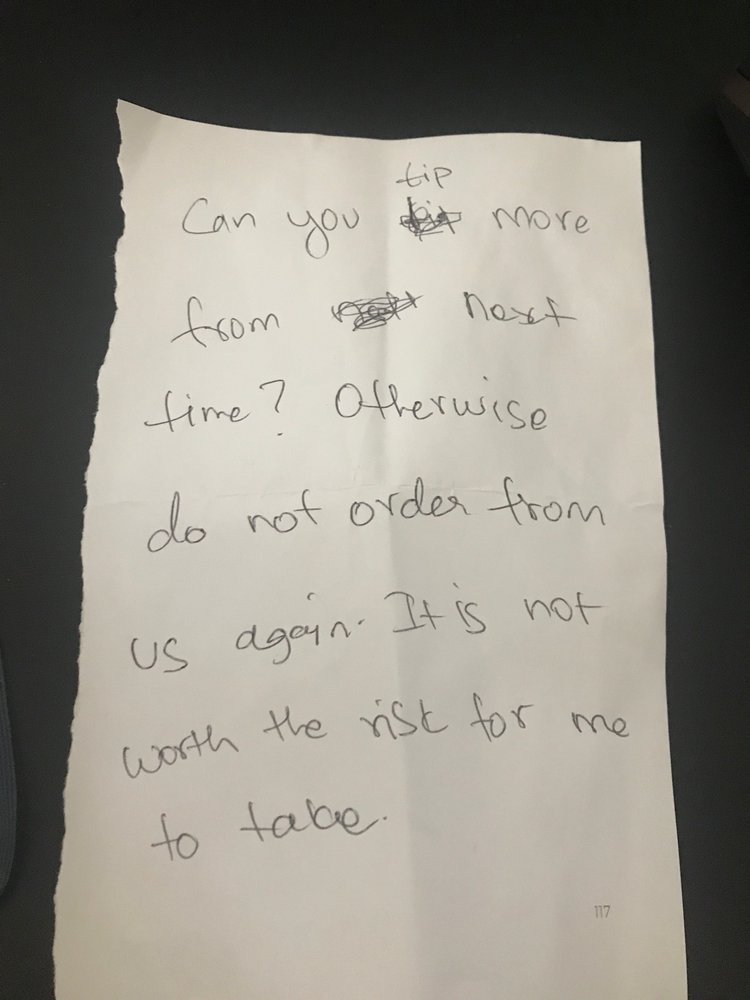 tip
Can you more
from next
time? Otherwise
do not order from
us again. It is not
worth the risk for me
to take.
117